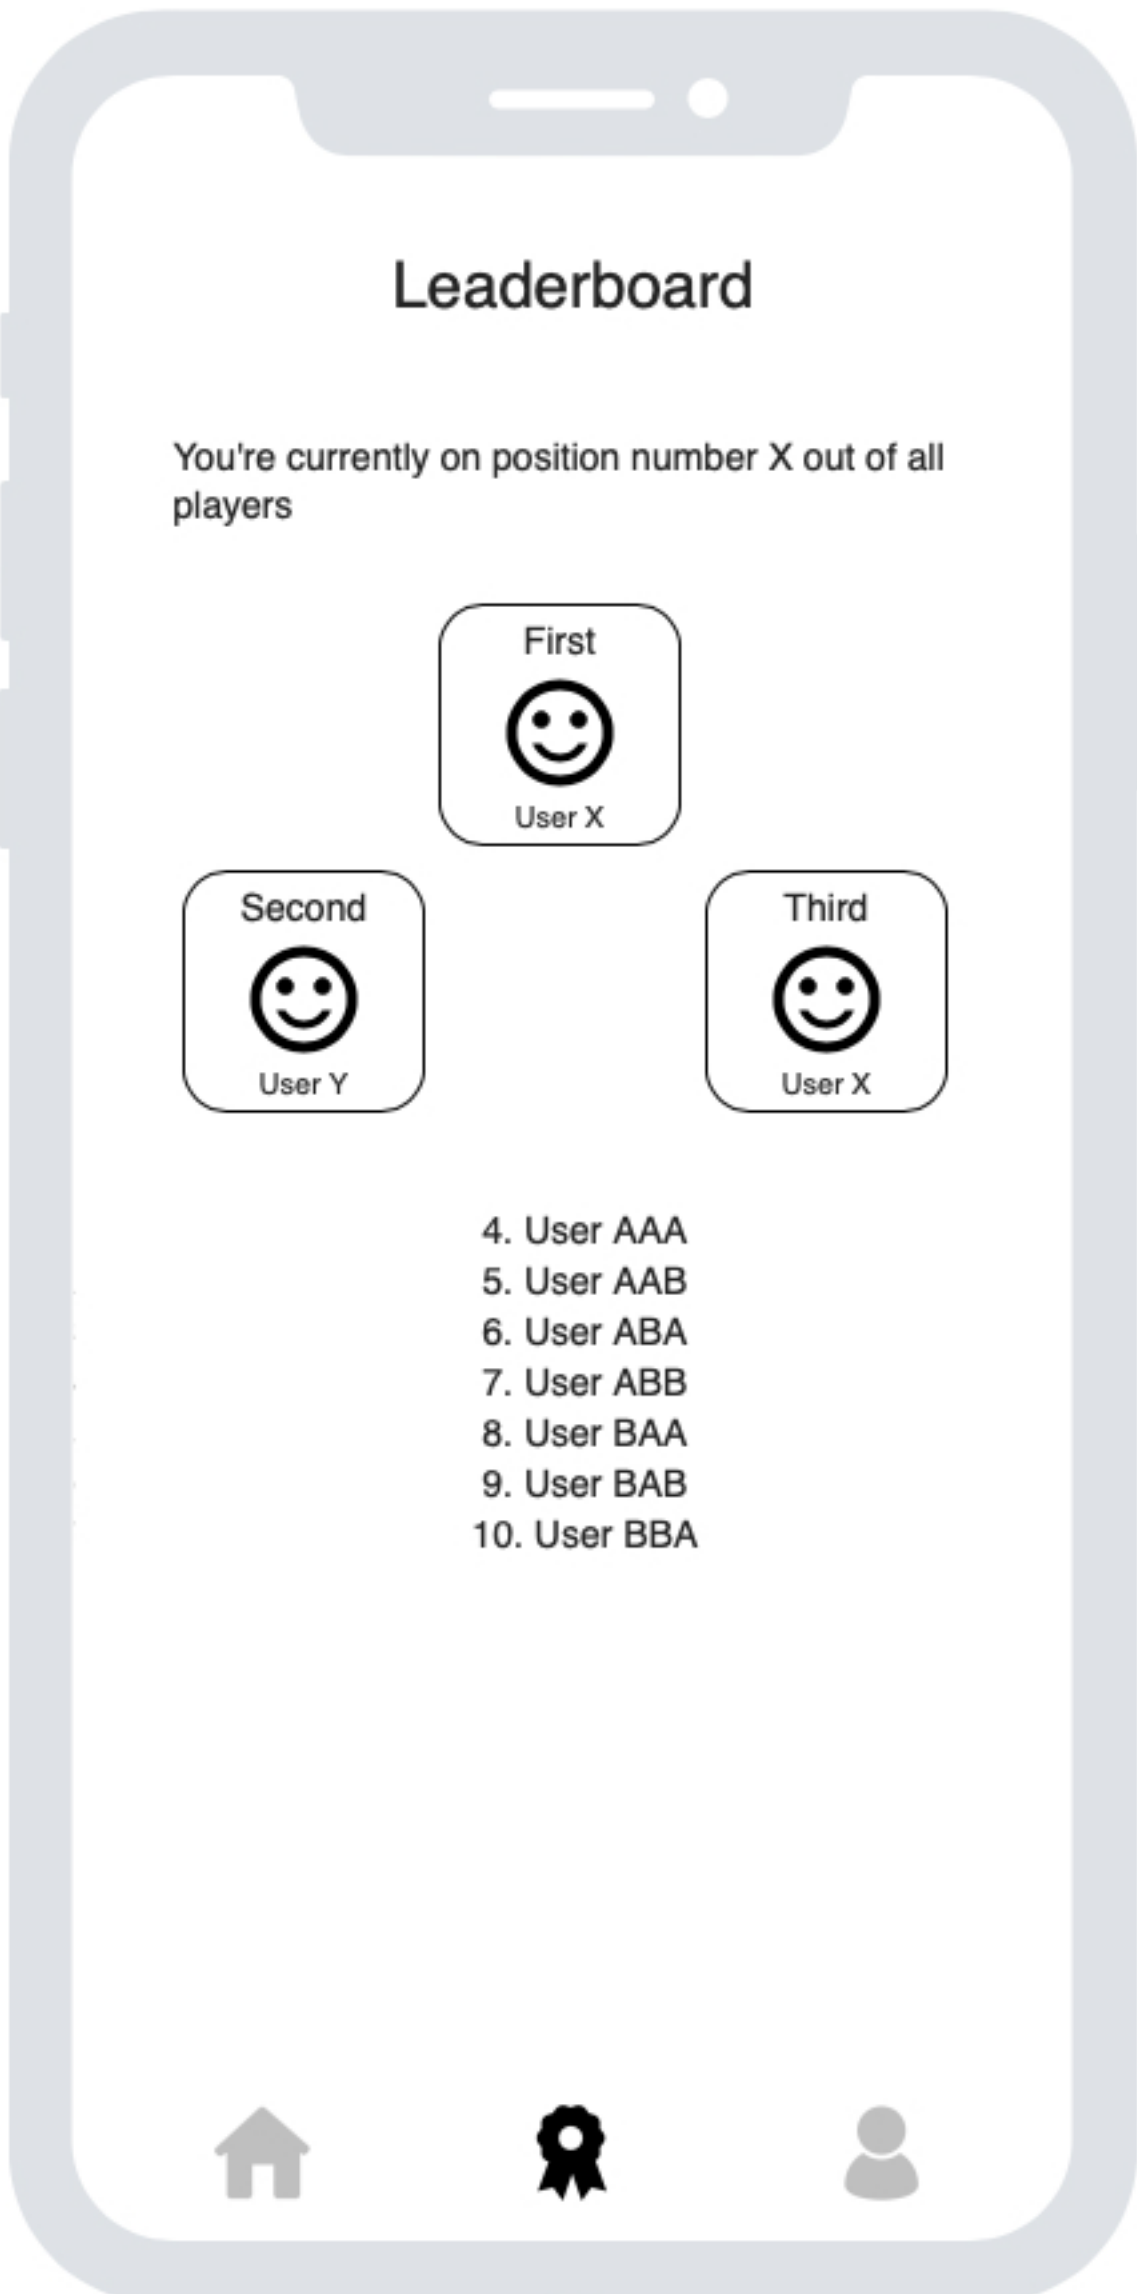 Leaderboard
You're currently on position number X out of all
players
First
User X
Second
User Y
Third
User X
4. User AAA
5. User AAB
6. User ABA
7. User ABB
8. User BAA
9. User BAB
10. User BBA